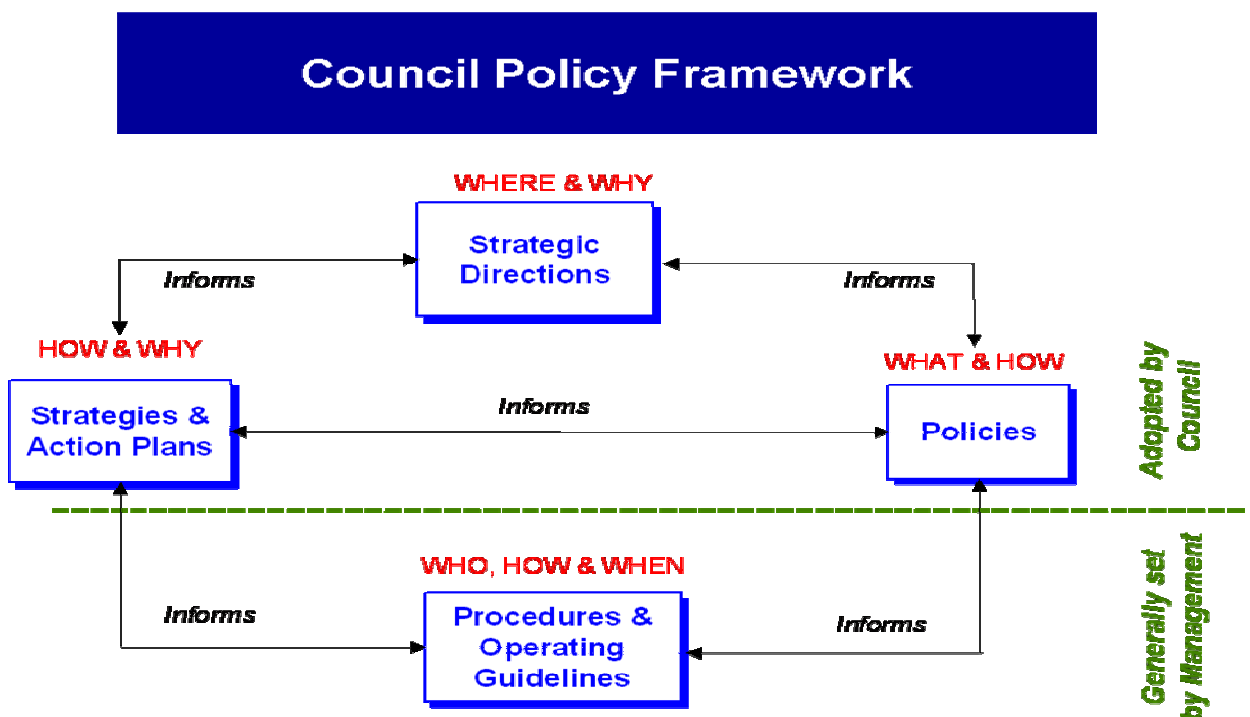 Council Policy Framework
WHERE & WHY
Strategic
Directions
Informs
Informs
HOW & WHY
WHAT & HOW
Strategies &
Action Plans
Informs
Policies
Adopted by
Council
WHO, HOW & WHEN
Procedures &
Operating
Guidelines
Informs
Informs
Generally set
by Management